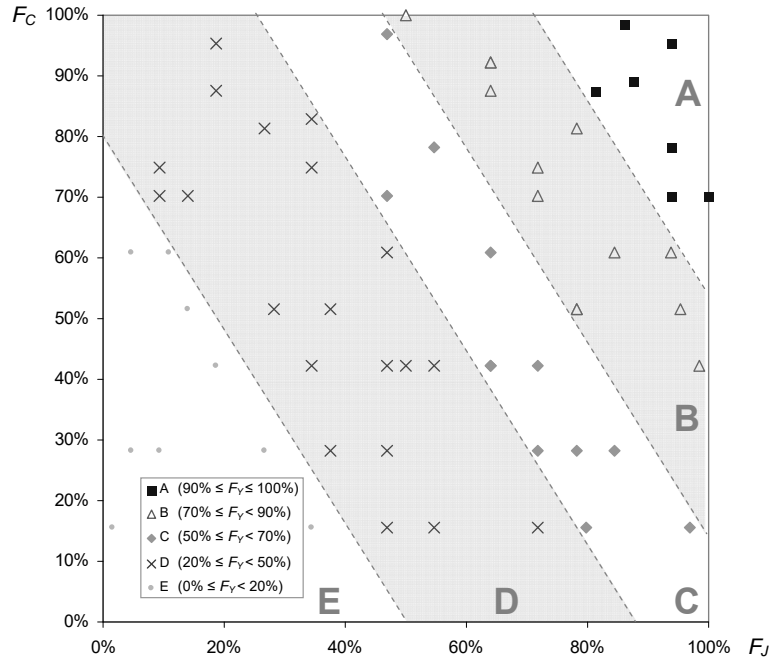 F_C
100%
90%
80%
70%
60%
50%
40%
30%
20%
10%
0%
A
B
C
D
E
A (90% ≤ F_Y ≤ 100%)
B (70% ≤ F_Y < 90%)
C (50% ≤ F_Y < 70%)
D (20% ≤ F_Y < 50%)
E (0% ≤ F_Y < 20%)
0% 20% 40% 60% 80% 100% F_J